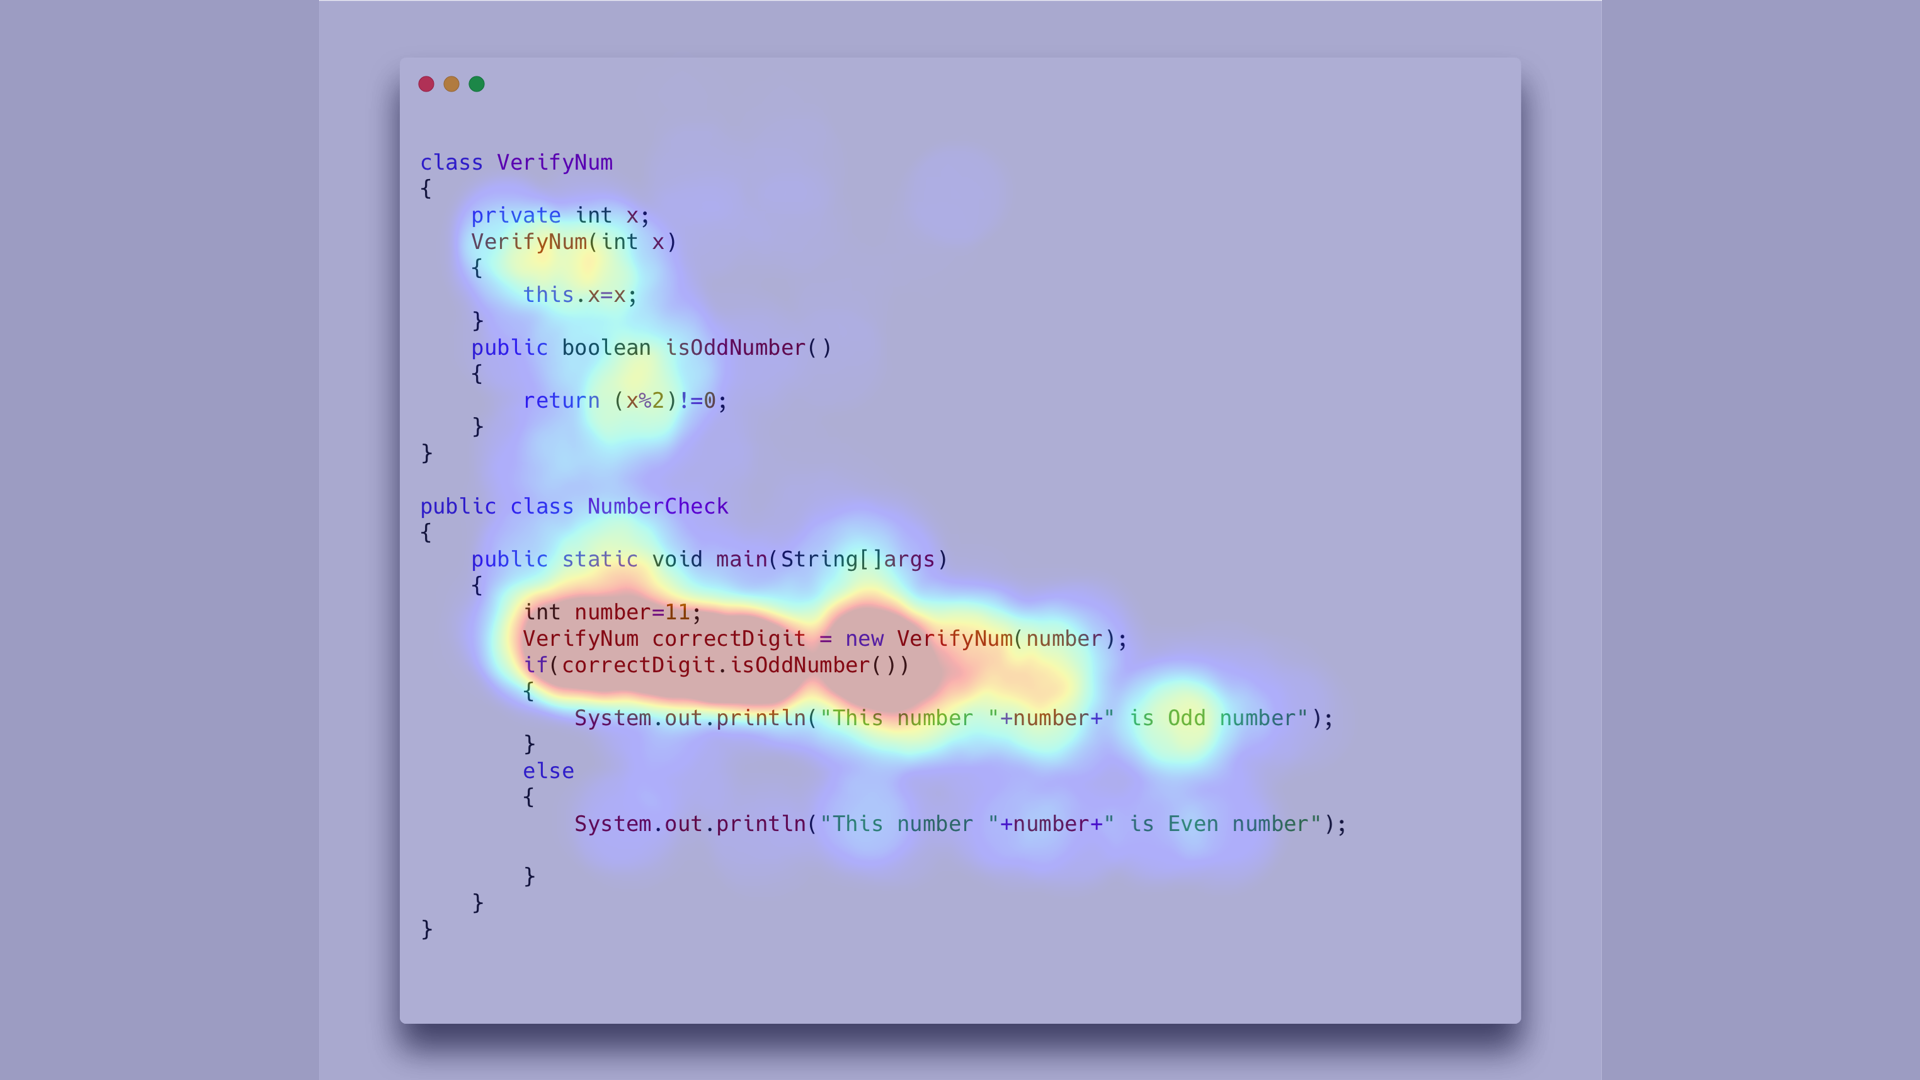 class VerifyNum
{
    private int x;
    VerifyNum(int x)
    {
        this.x=x;
    }
    public boolean isOddNumber()
    {
        return (x%2)!=0;
    }
}
public class NumberCheck
{
    public static void main(String[]args)
    {
        int number=11;
        VerifyNum correctDigit = new VerifyNum(number);
        if(correctDigit.isOddNumber())
        {
            System.out.println("This number "+number+" is Odd number");
        }
        else
        {
            System.out.println("This number "+number+" is Even number");
        }
    }
}